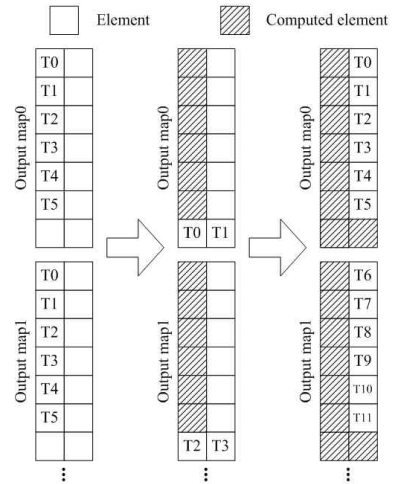 Element
Computed element
Output map0
T0
T1
T2
T3
T4
T5
Output map1
T0
T1
T2
T3
T4
T5
Output map0
T0 T1
Output map1
T2 T3
Output map0
T0
T1
T2
T3
T4
T5
Output map1
T6
T7
T8
T9
T10
T11